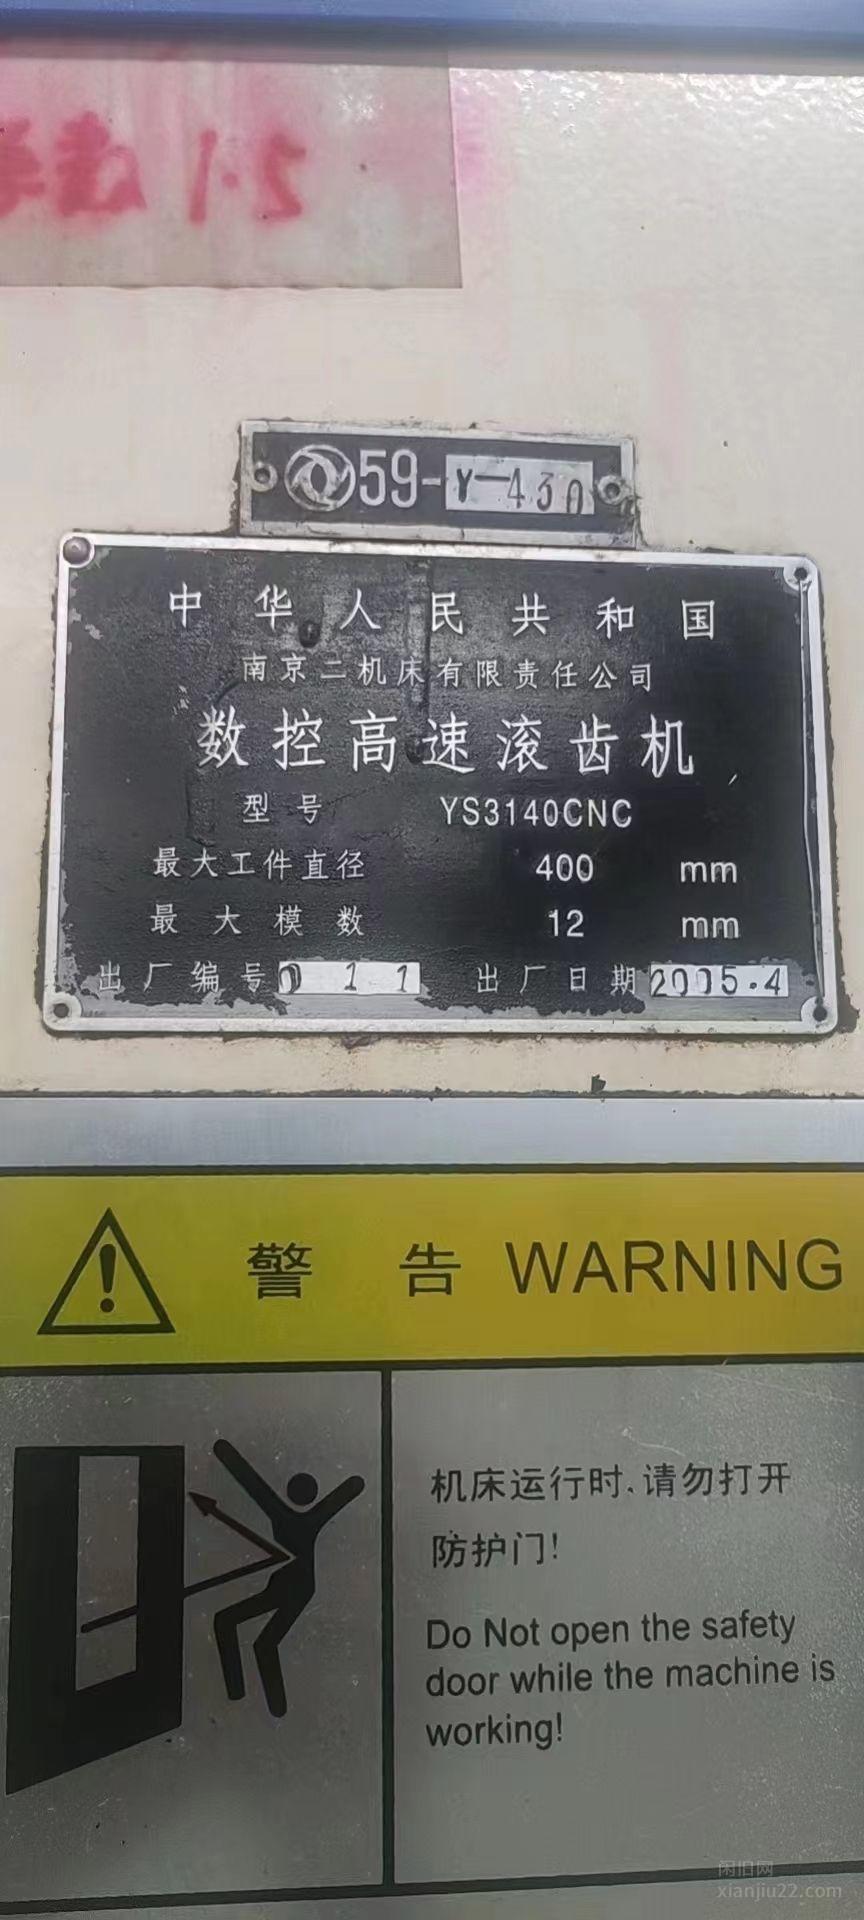 1.5
59-Y-430
中华人民共和国
南京二机床有限责任公司
数控高速滚齿机
型号 YS3140CNC
最大工件直径 400 mm
最大模数 12 mm
出厂编号 011 出厂日期 2005.4
警告 WARNING
机床运行时.请勿打开
防护门!
Do Not open the safety
door while the machine is
working!
闲旧网
xianjiu22.com